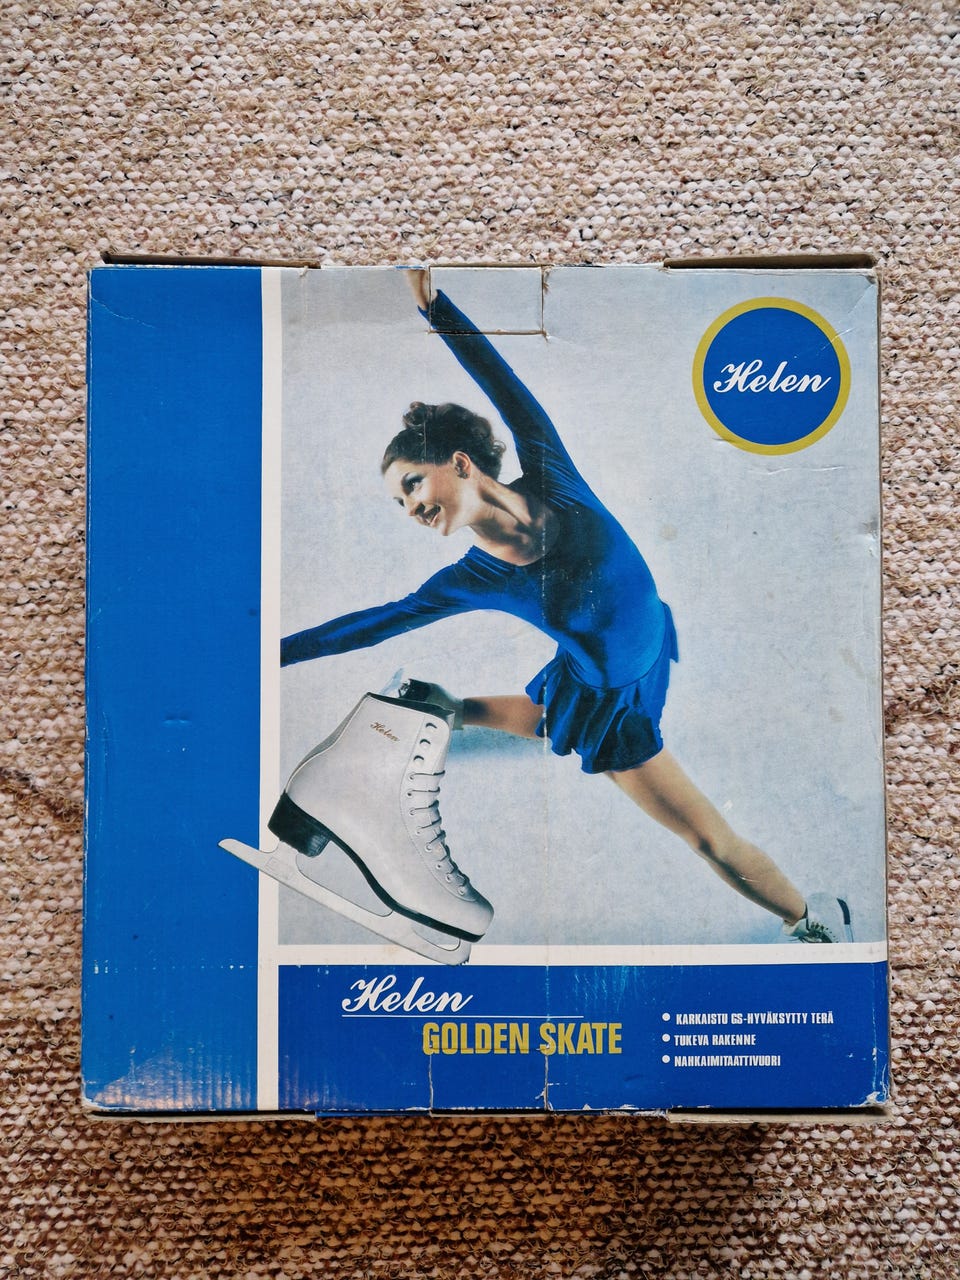 Helen
Helen
Helen
GOLDEN SKATE
• KARKAISTU GS-HYVÄKSYTTY TERÄ
• TUKEVA RAKENNE
• NAHKAIMITAATTIVUORI